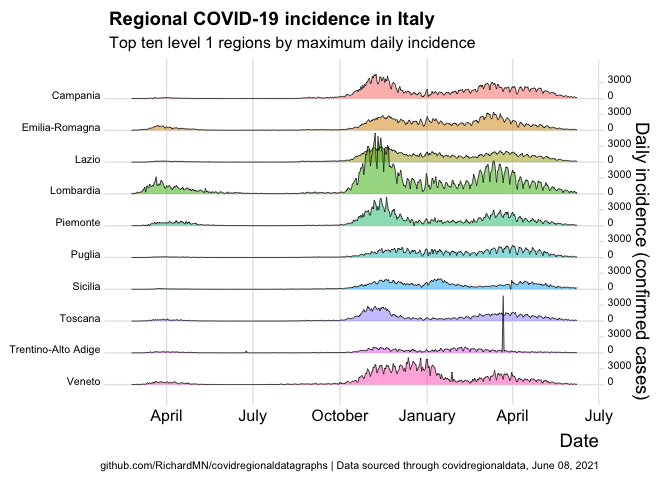 Regional COVID-19 incidence in Italy
Top ten level 1 regions by maximum daily incidence
Campania
3000
0
Emilia-Romagna
3000
0
Lazio
3000
0
Lombardia
3000
0
Piemonte
3000
0
Puglia
3000
0
Sicilia
3000
0
Toscana
3000
0
Trentino-Alto Adige
3000
0
Veneto
3000
0
Daily incidence (confirmed cases)
April
July
October
January
April
July
Date
github.com/RichardMN/covidregionaldatagraphs | Data sourced through covidregionaldata, June 08, 2021